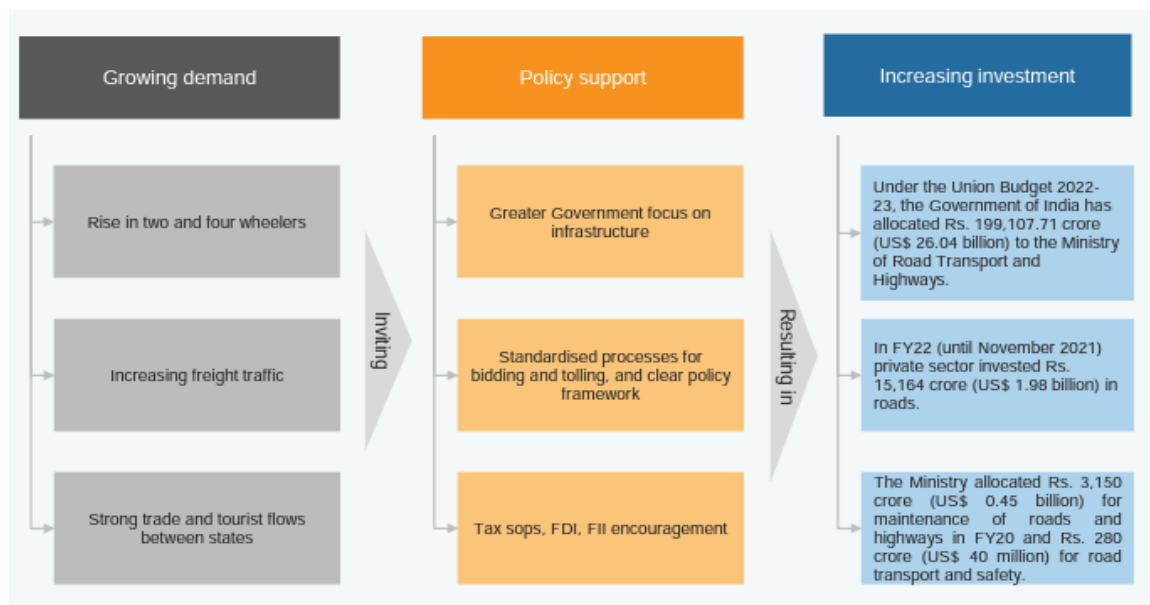 Growing demand
Rise in two and four wheelers
Increasing freight traffic
Strong trade and tourist flows
between states
Inviting
Policy support
Greater Government focus on
infrastructure
Standardised processes for
bidding and tolling, and clear policy
framework
Tax sops, FDI, FII encouragement
Resulting in
Increasing investment
Under the Union Budget 2022-
23, the Government of India has
allocated Rs. 199,107.71 crore
(US$ 26.04 billion) to the Ministry
of Road Transport and
Highways.
In FY22 (until November 2021)
private sector invested Rs.
15,164 crore (US$ 1.98 billion) in
roads.
The Ministry allocated Rs. 3,150
crore (US$ 0.45 billion) for
maintenance of roads and
highways in FY20 and Rs. 280
crore (US$ 40 million) for road
transport and safety.